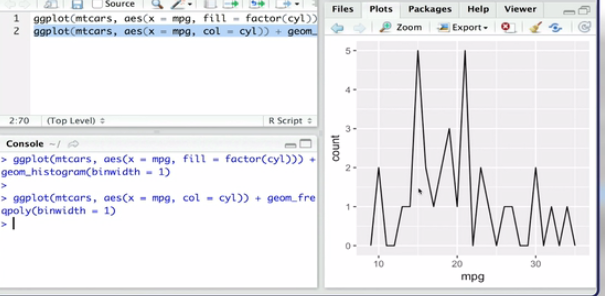 Source
1 ggplot(mtcars, aes(x = mpg, fill = factor(cyl))
2 ggplot(mtcars, aes(x = mpg, col = cyl)) + geom_
2:70 (Top Level) R Script
Console ~/
> ggplot(mtcars, aes(x = mpg, fill = factor(cyl))) +
geom_histogram(binwidth = 1)
>
> ggplot(mtcars, aes(x = mpg, col = cyl)) + geom_fre
qpoly(binwidth = 1)
>
Files Plots Packages Help Viewer
Zoom Export
5
4
3
2
1
0
count
10 20 30
mpg